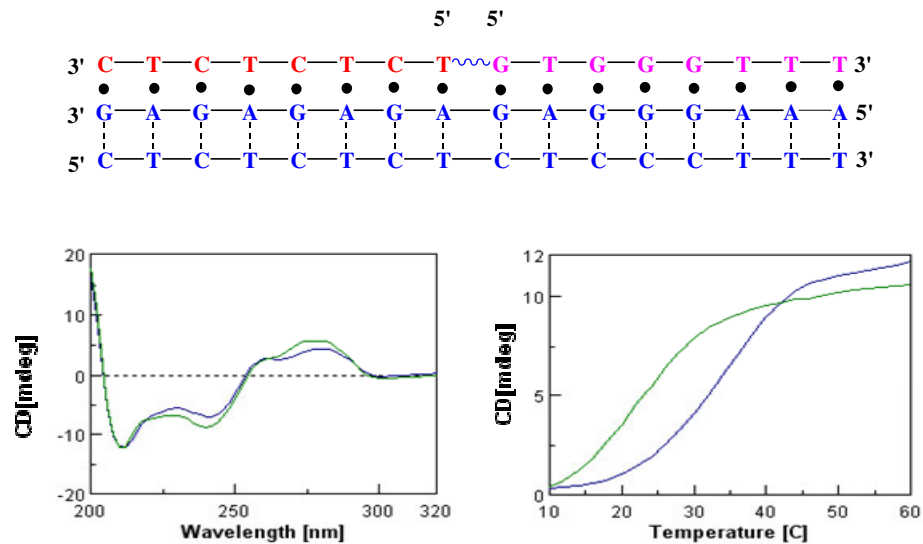 5' 5'
3' C T C T C T C T G T G G G T T T 3'
3' G A G A G A G A G A G G G A A A 5'
5' C T C T C T C T C T C C C T T T 3'
20
10
0
-10
-20
CD[mdeg]
200 250 300 320
Wavelength [nm]
12
10
5
0
CD[mdeg]
10 20 30 40 50 60
Temperature [C]